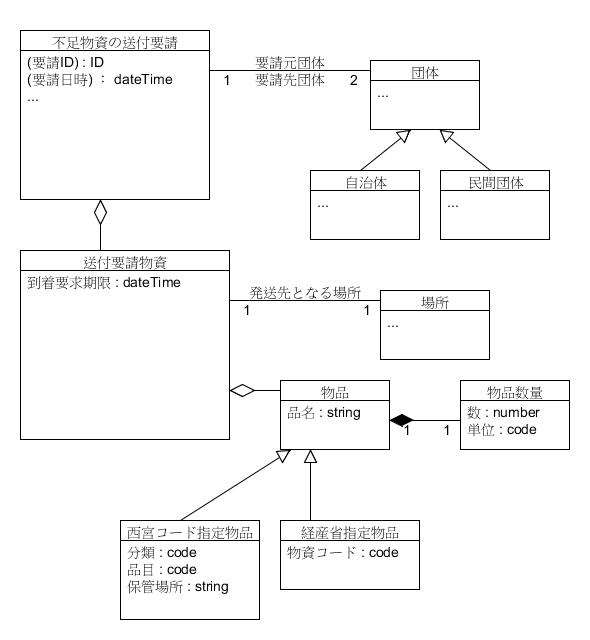 不足物資の送付要請
(要請ID) : ID
(要請日時) : dateTime
...
要請元団体
1 要請先団体 2
団体
...
自治体
...
民間団体
...
送付要請物資
到着要求期限 : dateTime
発送先となる場所
1 1
場所
...
物品
品名 : string
1 1
物品数量
数 : number
単位 : code
西宮コード指定物品
分類 : code
品目 : code
保管場所 : string
経産省指定物品
物資コード : code